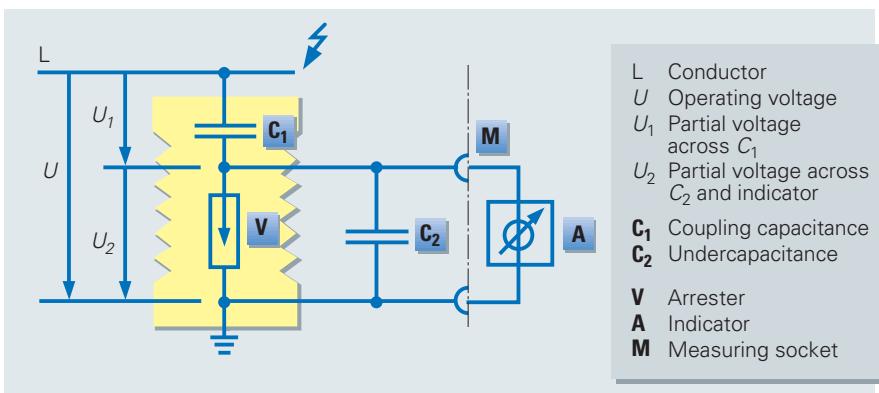 L
U₁
U
U₂
C₁
V
C₂
M
A
L Conductor
U Operating voltage
U₁ Partial voltage
across C₁
U₂ Partial voltage across
C₂ and indicator
C₁ Coupling capacitance
C₂ Undercapacitance
V Arrester
A Indicator
M Measuring socket